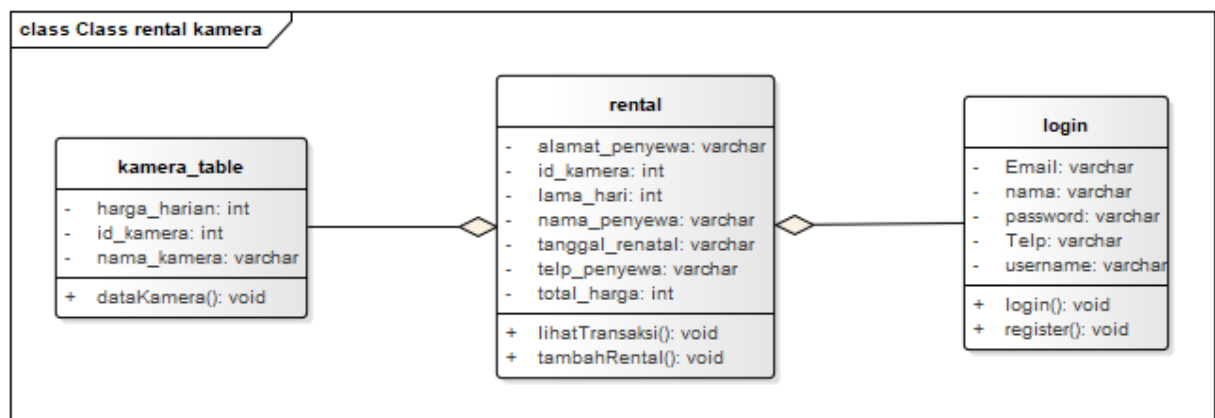 class Class rental kamera
kamera_table
- harga_harian: int
- id_kamera: int
- nama_kamera: varchar
+ dataKamera(): void
rental
- alamat_penyewa: varchar
- id_kamera: int
- lama_hari: int
- nama_penyewa: varchar
- tanggal_renatal: varchar
- telp_penyewa: varchar
- total_harga: int
+ lihatTransaksi(): void
+ tambahRental(): void
login
- Email: varchar
- nama: varchar
- password: varchar
- Telp: varchar
- username: varchar
+ login(): void
+ register(): void